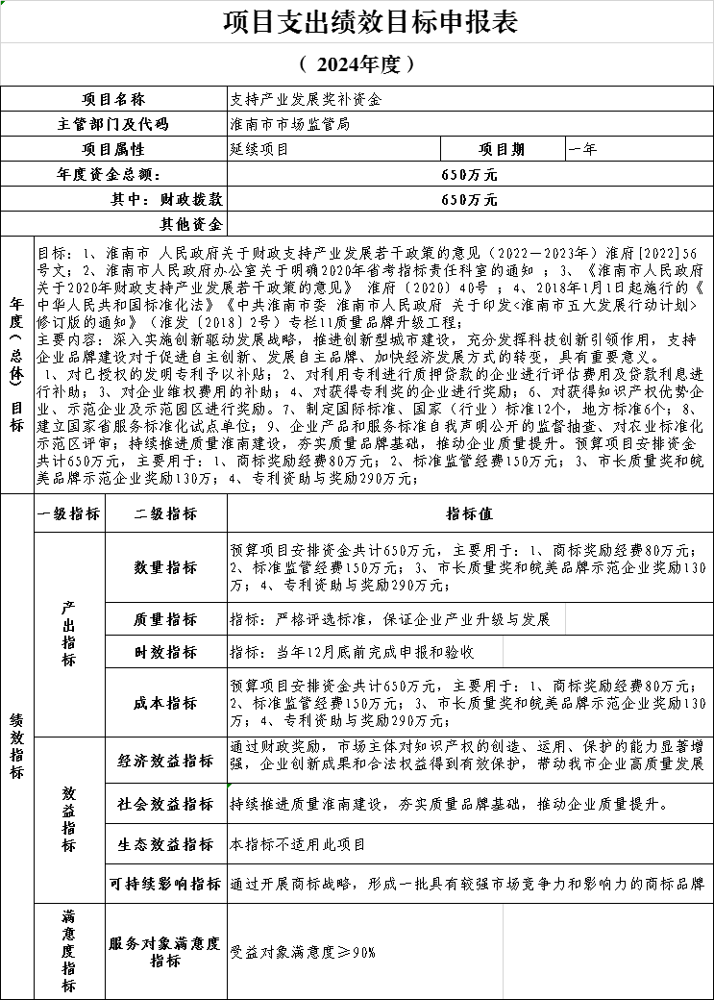 项目支出绩效目标申报表
（ 2024年度）
项目名称 支持产业发展奖补资金
主管部门及代码 淮南市市场监管局
项目属性 延续项目 项目期 一年
年度资金总额： 650万元
其中：财政拨款 650万元
其他资金
年度(总体)目标
目标：1、淮南市 人民政府关于财政支持产业发展若干政策的意见（2022－2023年）淮府[2022]56
号文；2、淮南市人民政府办公室关于明确2020年省考指标责任科室的通知 ；3、《淮南市人民政府
关于2020年财政支持产业发展若干政策的意见》 淮府〔2020〕40号 ；4、2018年1月1日起施行的《
中华人民共和国标准化法》《中共淮南市委 淮南市人民政府 关于印发<淮南市五大发展行动计划>
修订版的通知》（淮发〔2018〕2号）专栏11质量品牌升级工程；
主要内容：深入实施创新驱动发展战略，推进创新型城市建设，充分发挥科技创新引领作用，支持
企业品牌建设对于促进自主创新、发展自主品牌、加快经济发展方式的转变，具有重要意义。
1、对已授权的发明专利予以补贴；2、对利用专利进行质押贷款的企业进行评估费用及贷款利息进
行补助；3、对企业维权费用的补助；4、对获得专利奖的企业进行奖励；6、对获得知识产权优势企
业、示范企业及示范园区进行奖励。7、制定国际标准、国家（行业）标准12个，地方标准6个；8、
建立国家省服务标准化试点单位；9、企业产品和服务标准自我声明公开的监督抽查、对农业标准化
示范区评审；持续推进质量淮南建设，夯实质量品牌基础，推动企业质量提升。预算项目安排资金
共计650万元，主要用于：1、商标奖励经费80万元；2、标准监管经费150万元；3、市长质量奖和皖
美品牌示范企业奖励130万；4、专利资助与奖励290万元；
绩效指标
一级指标 二级指标 指标值
产出指标
数量指标
预算项目安排资金共计650万元，主要用于：1、商标奖励经费80万元；
2、标准监管经费150万元；3、市长质量奖和皖美品牌示范企业奖励130
万；4、专利资助与奖励290万元；
质量指标 指标：严格评选标准，保证企业产业升级与发展
时效指标 指标：当年12月底前完成申报和验收
成本指标
预算项目安排资金共计650万元，主要用于：1、商标奖励经费80万元；
2、标准监管经费150万元；3、市长质量奖和皖美品牌示范企业奖励130
万；4、专利资助与奖励290万元；
效益指标
经济效益指标
通过财政奖励，市场主体对知识产权的创造、运用、保护的能力显著增
强，企业创新成果和合法权益得到有效保护，带动我市企业高质量发展
社会效益指标 持续推进质量淮南建设，夯实质量品牌基础，推动企业质量提升。
生态效益指标 本指标不适用此项目
可持续影响指标 通过开展商标战略，形成一批具有较强市场竞争力和影响力的商标品牌
满意度指标
服务对象满意度
指标
受益对象满意度≥90%